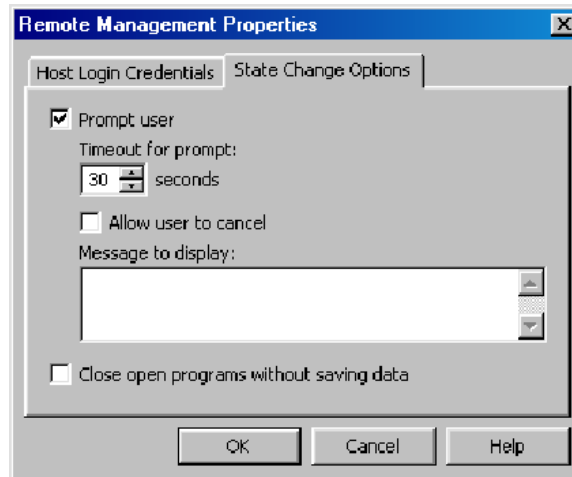 Remote Management Properties
Host Login Credentials State Change Options
Prompt user
Timeout for prompt:
30 seconds
Allow user to cancel
Message to display:
Close open programs without saving data
OK Cancel Help